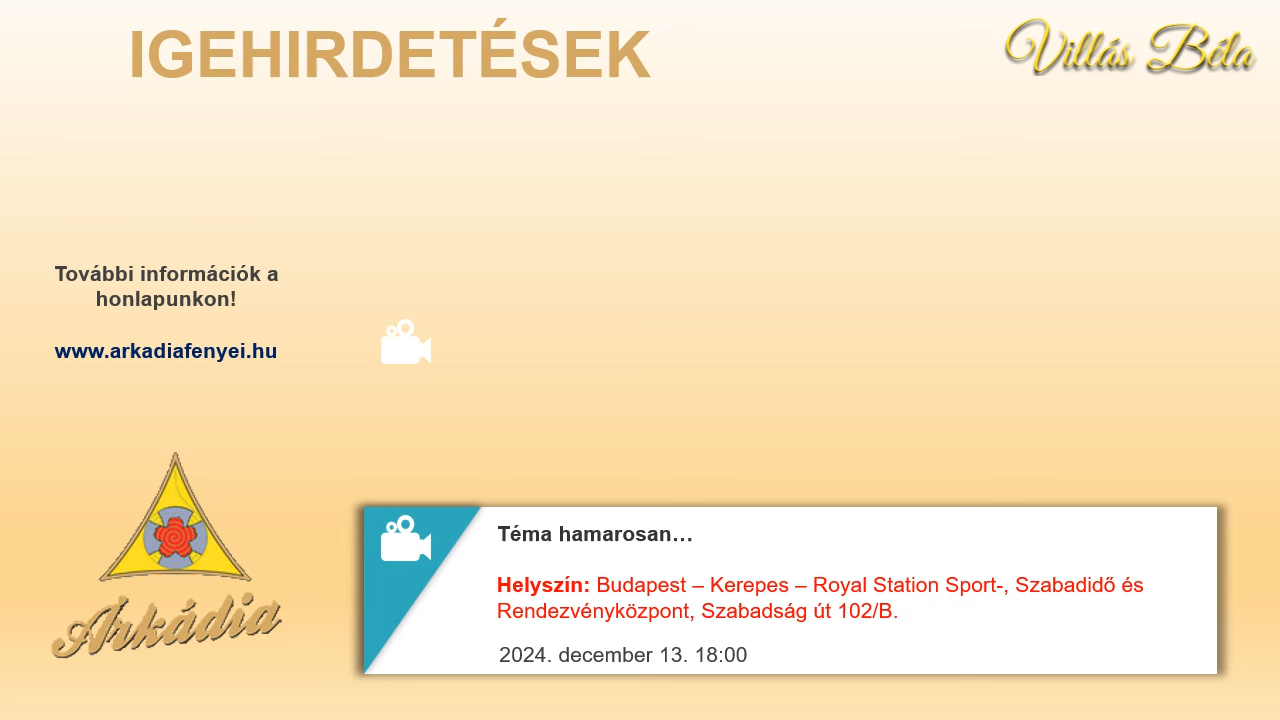 IGEHIRDETÉSEK
Villás Béla
További információk a
honlapunkon!
www.arkadiafenyei.hu
Árkádia
Téma hamarosan…
Helyszín: Budapest – Kerepes – Royal Station Sport-, Szabadidő és
Rendezvényközpont, Szabadság út 102/B.
2024. december 13. 18:00